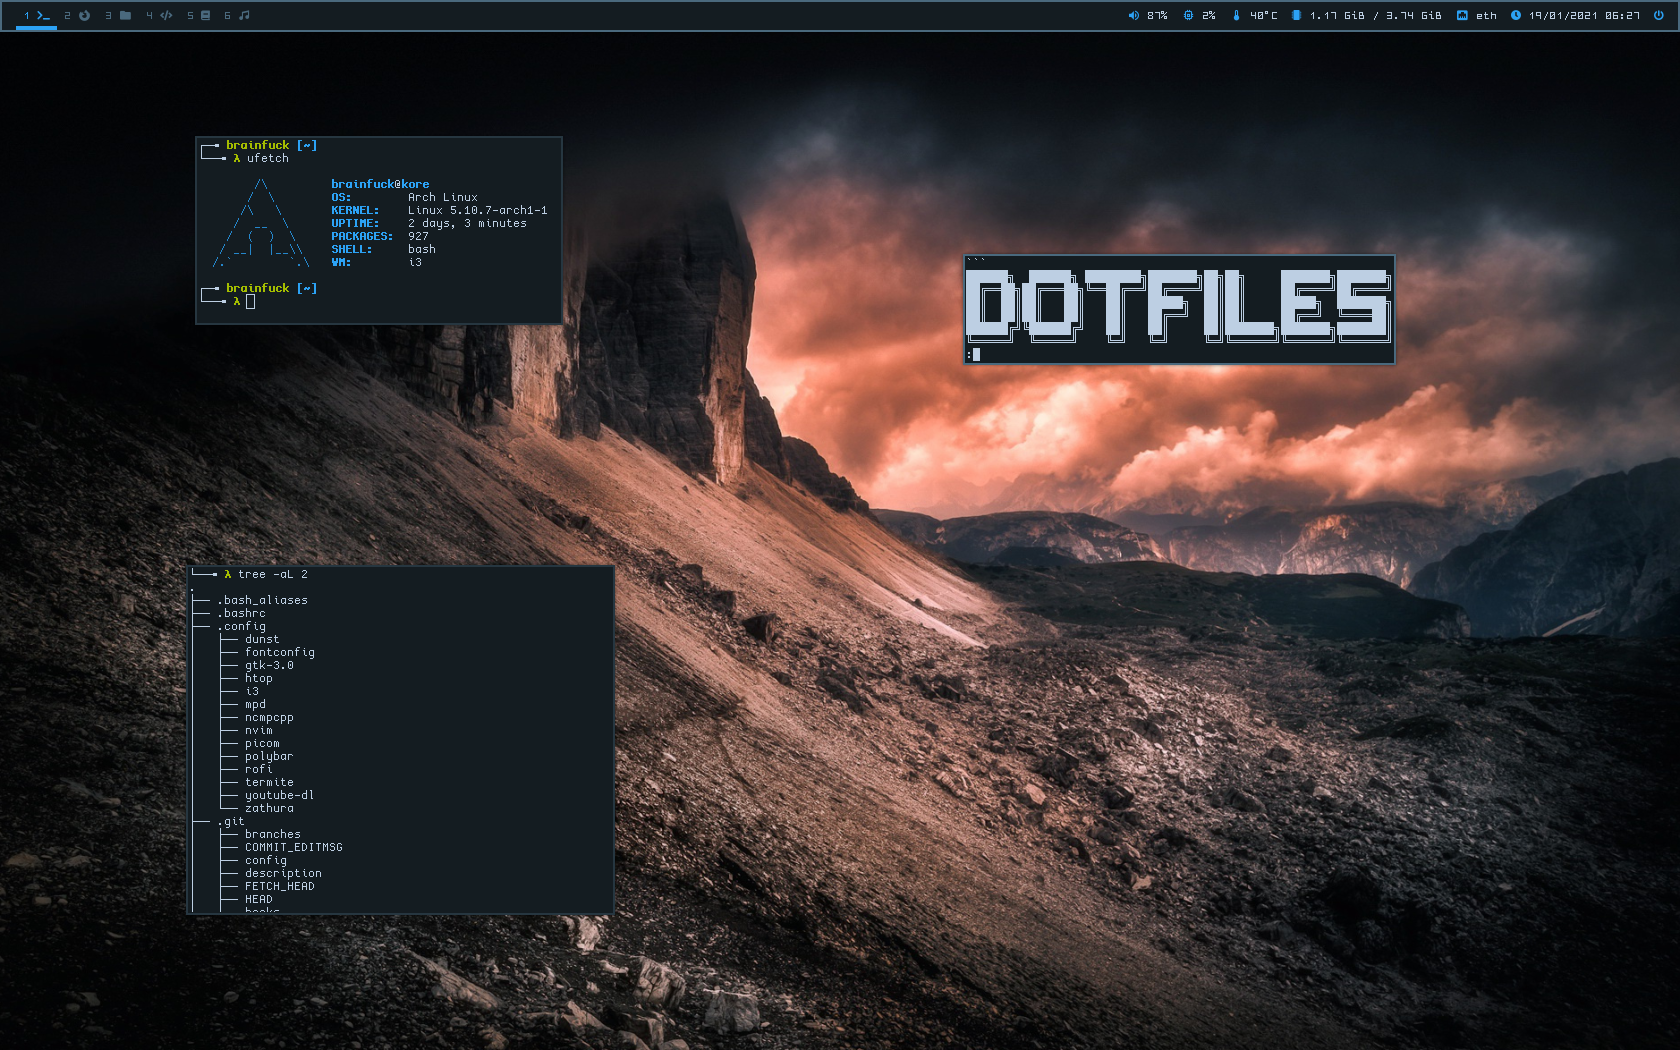 1 2 3 4 5 6 87% 2% 40°C 1.17 GiB / 3.74 GiB eth 19/01/2021 06:27
brainfuck [~]
λ ufetch
brainfuck@kore
OS: Arch Linux
KERNEL: Linux 5.10.7-arch1-1
UPTIME: 2 days, 3 minutes
PACKAGES: 927
SHELL: bash
WM: i3
brainfuck [~]
λ
```
DOTFILES
:
λ tree -aL 2
.
.bash_aliases
.bashrc
.config
dunst
fontconfig
gtk-3.0
htop
i3
mpd
ncmpcpp
nvim
picom
polybar
rofi
termite
youtube-dl
zathura
.git
branches
COMMIT_EDITMSG
config
description
FETCH_HEAD
HEAD